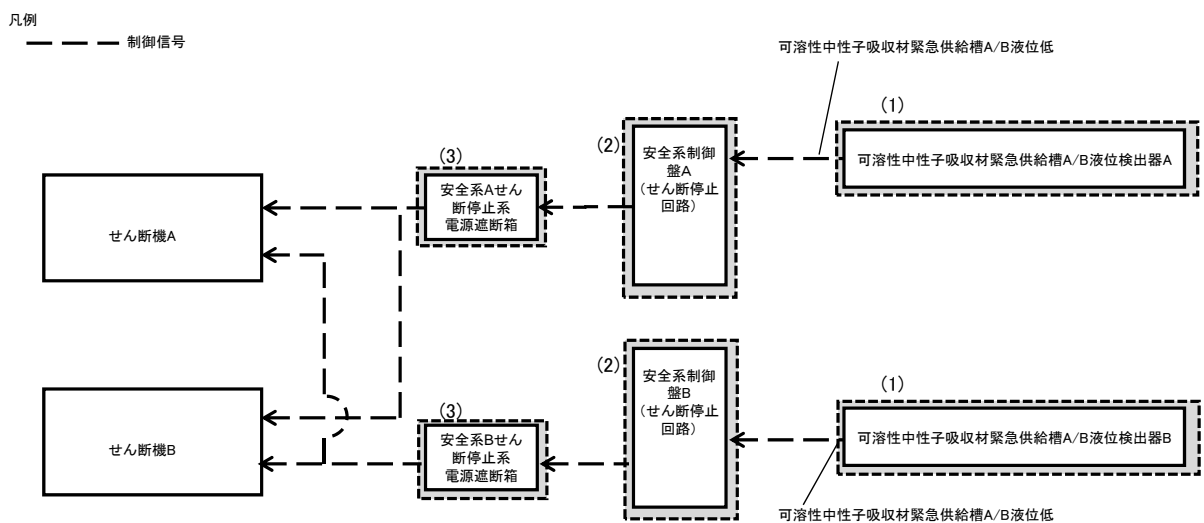 凡例
制御信号
可溶性中性子吸収材緊急供給槽A/B液位低
(1)
可溶性中性子吸収材緊急供給槽A/B液位検出器A
(2)
安全系制御
盤A
(せん断停止
回路)
(3)
安全系Aせん
断停止系
電源遮断箱
せん断機A
せん断機B
(3)
安全系Bせん
断停止系
電源遮断箱
(2)
安全系制御
盤B
(せん断停止
回路)
(1)
可溶性中性子吸収材緊急供給槽A/B液位検出器B
可溶性中性子吸収材緊急供給槽A/B液位低